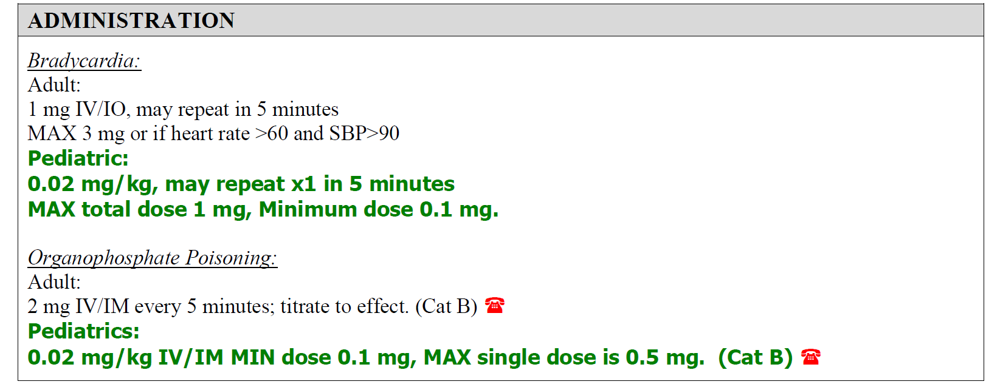 ADMINISTRATION
Bradycardia:
Adult:
1 mg IV/IO, may repeat in 5 minutes
MAX 3 mg or if heart rate >60 and SBP>90
Pediatric:
0.02 mg/kg, may repeat x1 in 5 minutes
MAX total dose 1 mg, Minimum dose 0.1 mg.
Organophosphate Poisoning:
Adult:
2 mg IV/IM every 5 minutes; titrate to effect. (Cat B) ☎
Pediatrics:
0.02 mg/kg IV/IM MIN dose 0.1 mg, MAX single dose is 0.5 mg.  (Cat B) ☎